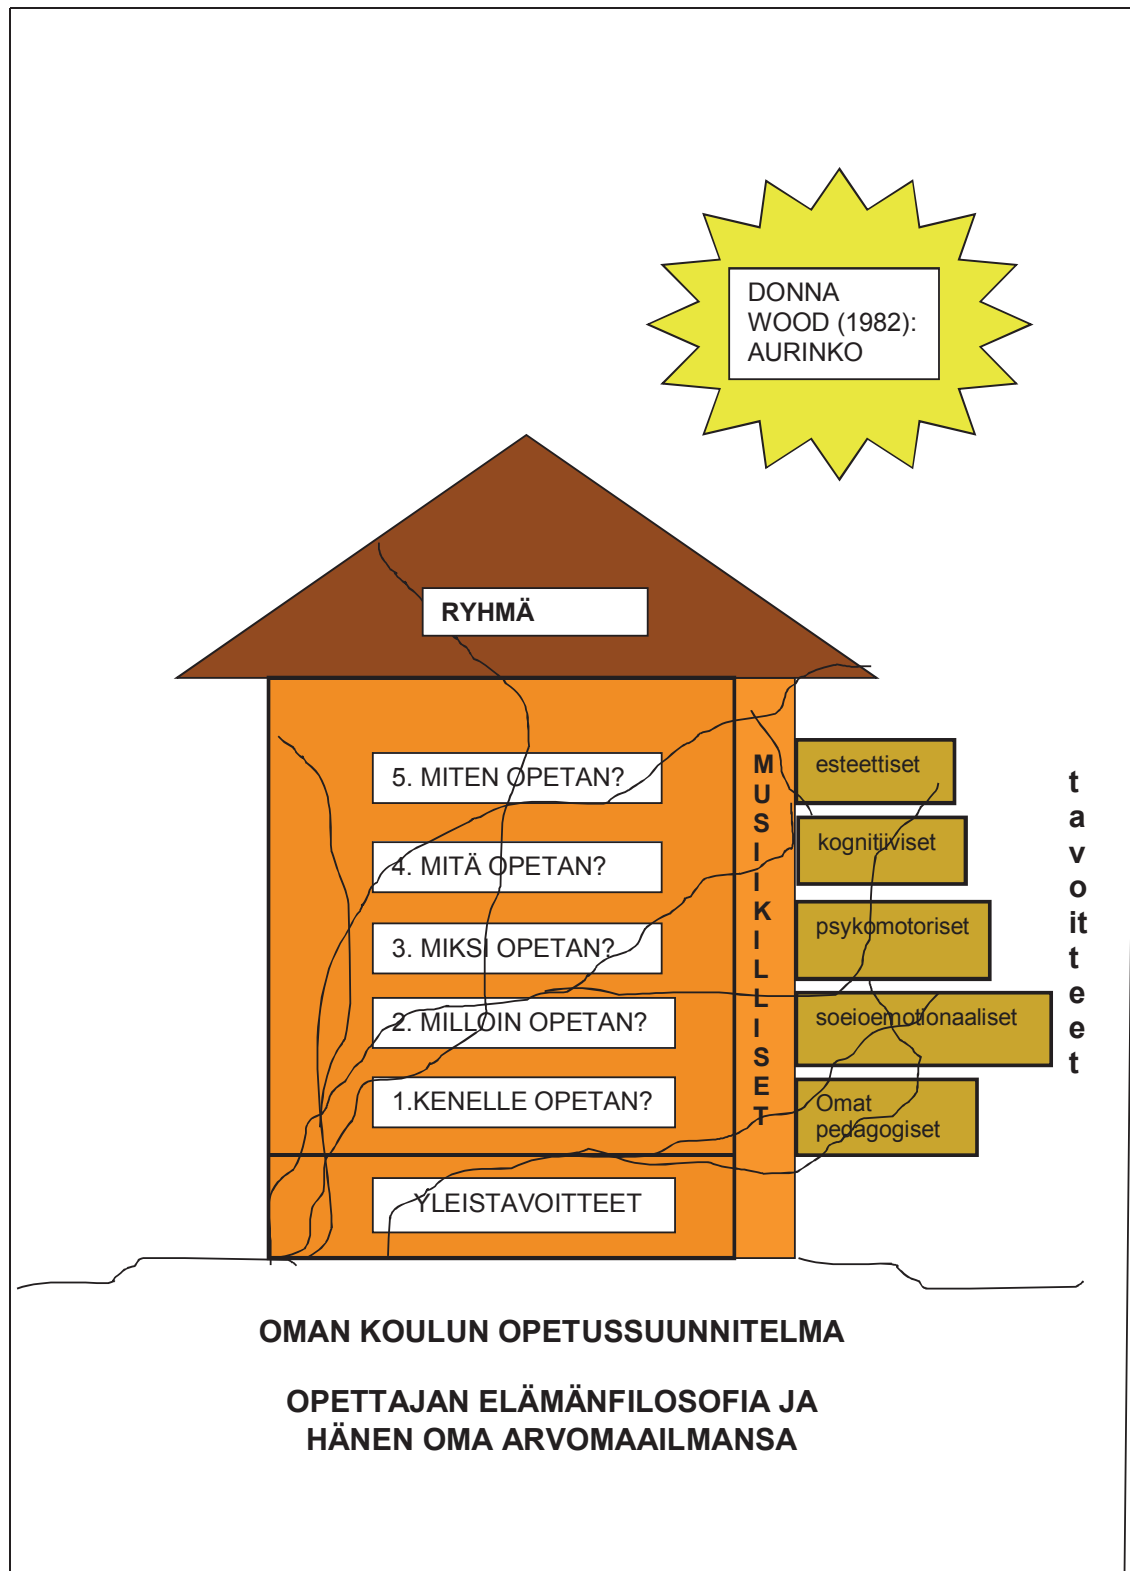 DONNA
WOOD (1982):
AURINKO
RYHMÄ
5. MITEN OPETAN?
4. MITÄ OPETAN?
3. MIKSI OPETAN?
2. MILLOIN OPETAN?
1.KENELLE OPETAN?
YLEISTAVOITTEET
MUSIIKILLISET
esteettiset
kognitiiviset
psykomotoriset
soeioemotionaaliset
Omat
pedagogiset
tavoitteet
OMAN KOULUN OPETUSSUUNNITELMA
OPETTAJAN ELÄMÄNFILOSOFIA JA
HÄNEN OMA ARVOMAAILMANSA